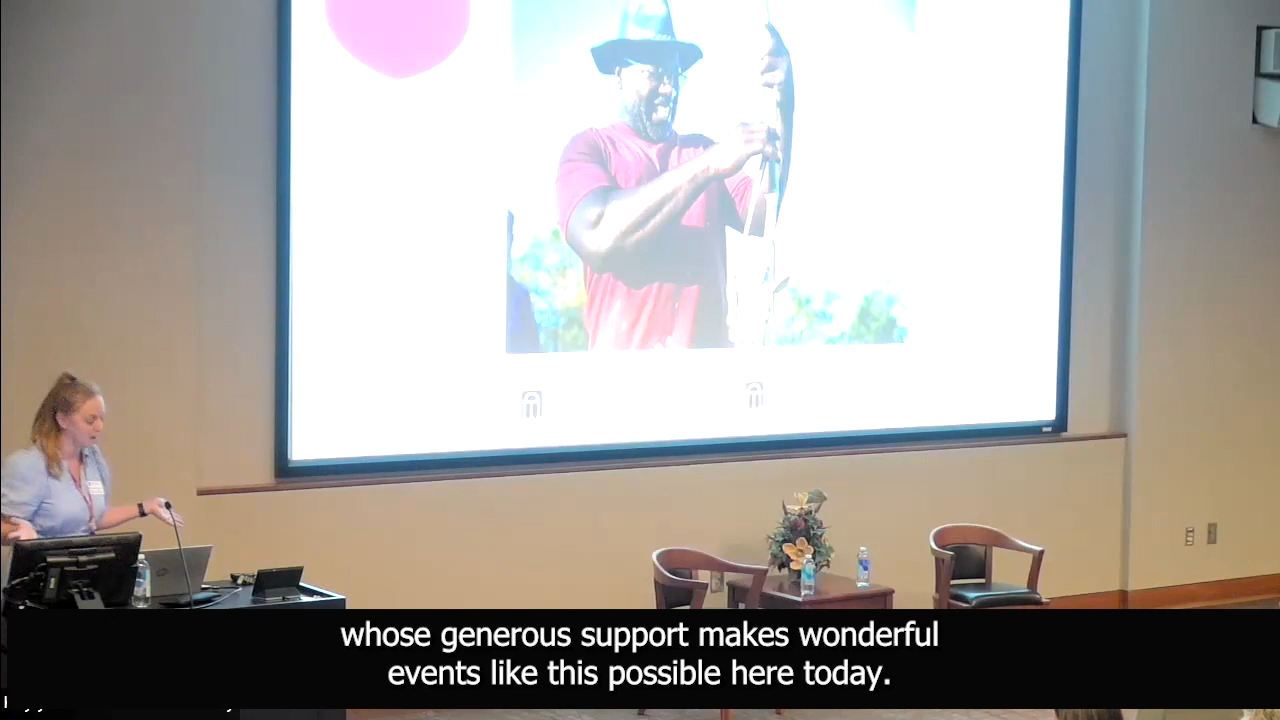 whose generous support makes wonderful
events like this possible here today.